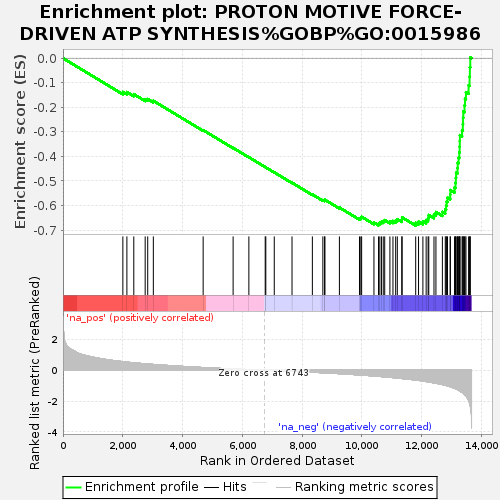 Enrichment plot: PROTON MOTIVE FORCE-
DRIVEN ATP SYNTHESIS%GOBP%GO:0015986
Enrichment score (ES)
0.0
-0.1
-0.2
-0.3
-0.4
-0.5
-0.6
-0.7
'na_pos' (positively correlated)
Ranked list metric (PreRanked)
2
0
-2
-4
Zero cross at 6743
'na_neg' (negatively correlated)
0
2,000
4,000
6,000
8,000
10,000
12,000
14,000
Rank in Ordered Dataset
Enrichment profile
Hits
Ranking metric scores